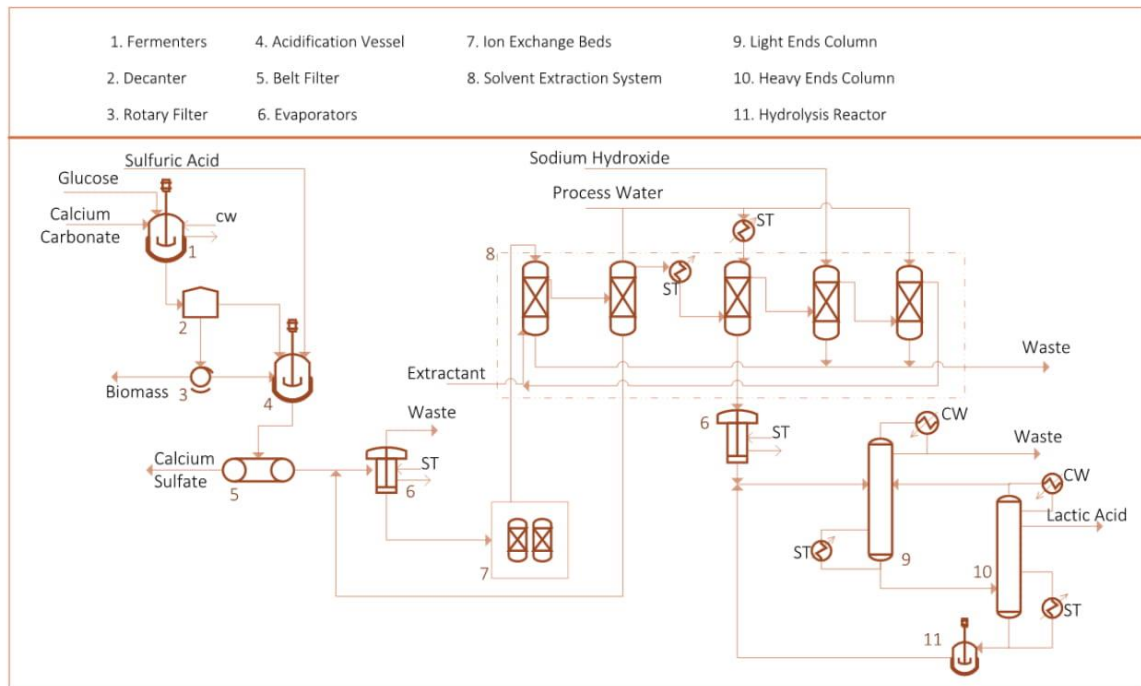 1. Fermenters
4. Acidification Vessel
7. Ion Exchange Beds
9. Light Ends Column
2. Decanter
5. Belt Filter
8. Solvent Extraction System
10. Heavy Ends Column
3. Rotary Filter
6. Evaporators
11. Hydrolysis Reactor
Sulfuric Acid
Glucose
Calcium
Carbonate
cw
1
2
Biomass
3
4
Calcium
Sulfate
5
Waste
ST
6
7
Sodium Hydroxide
Process Water
ST
8
ST
Extractant
Waste
6
ST
CW
Waste
CW
Lactic Acid
ST
9
10
ST
11